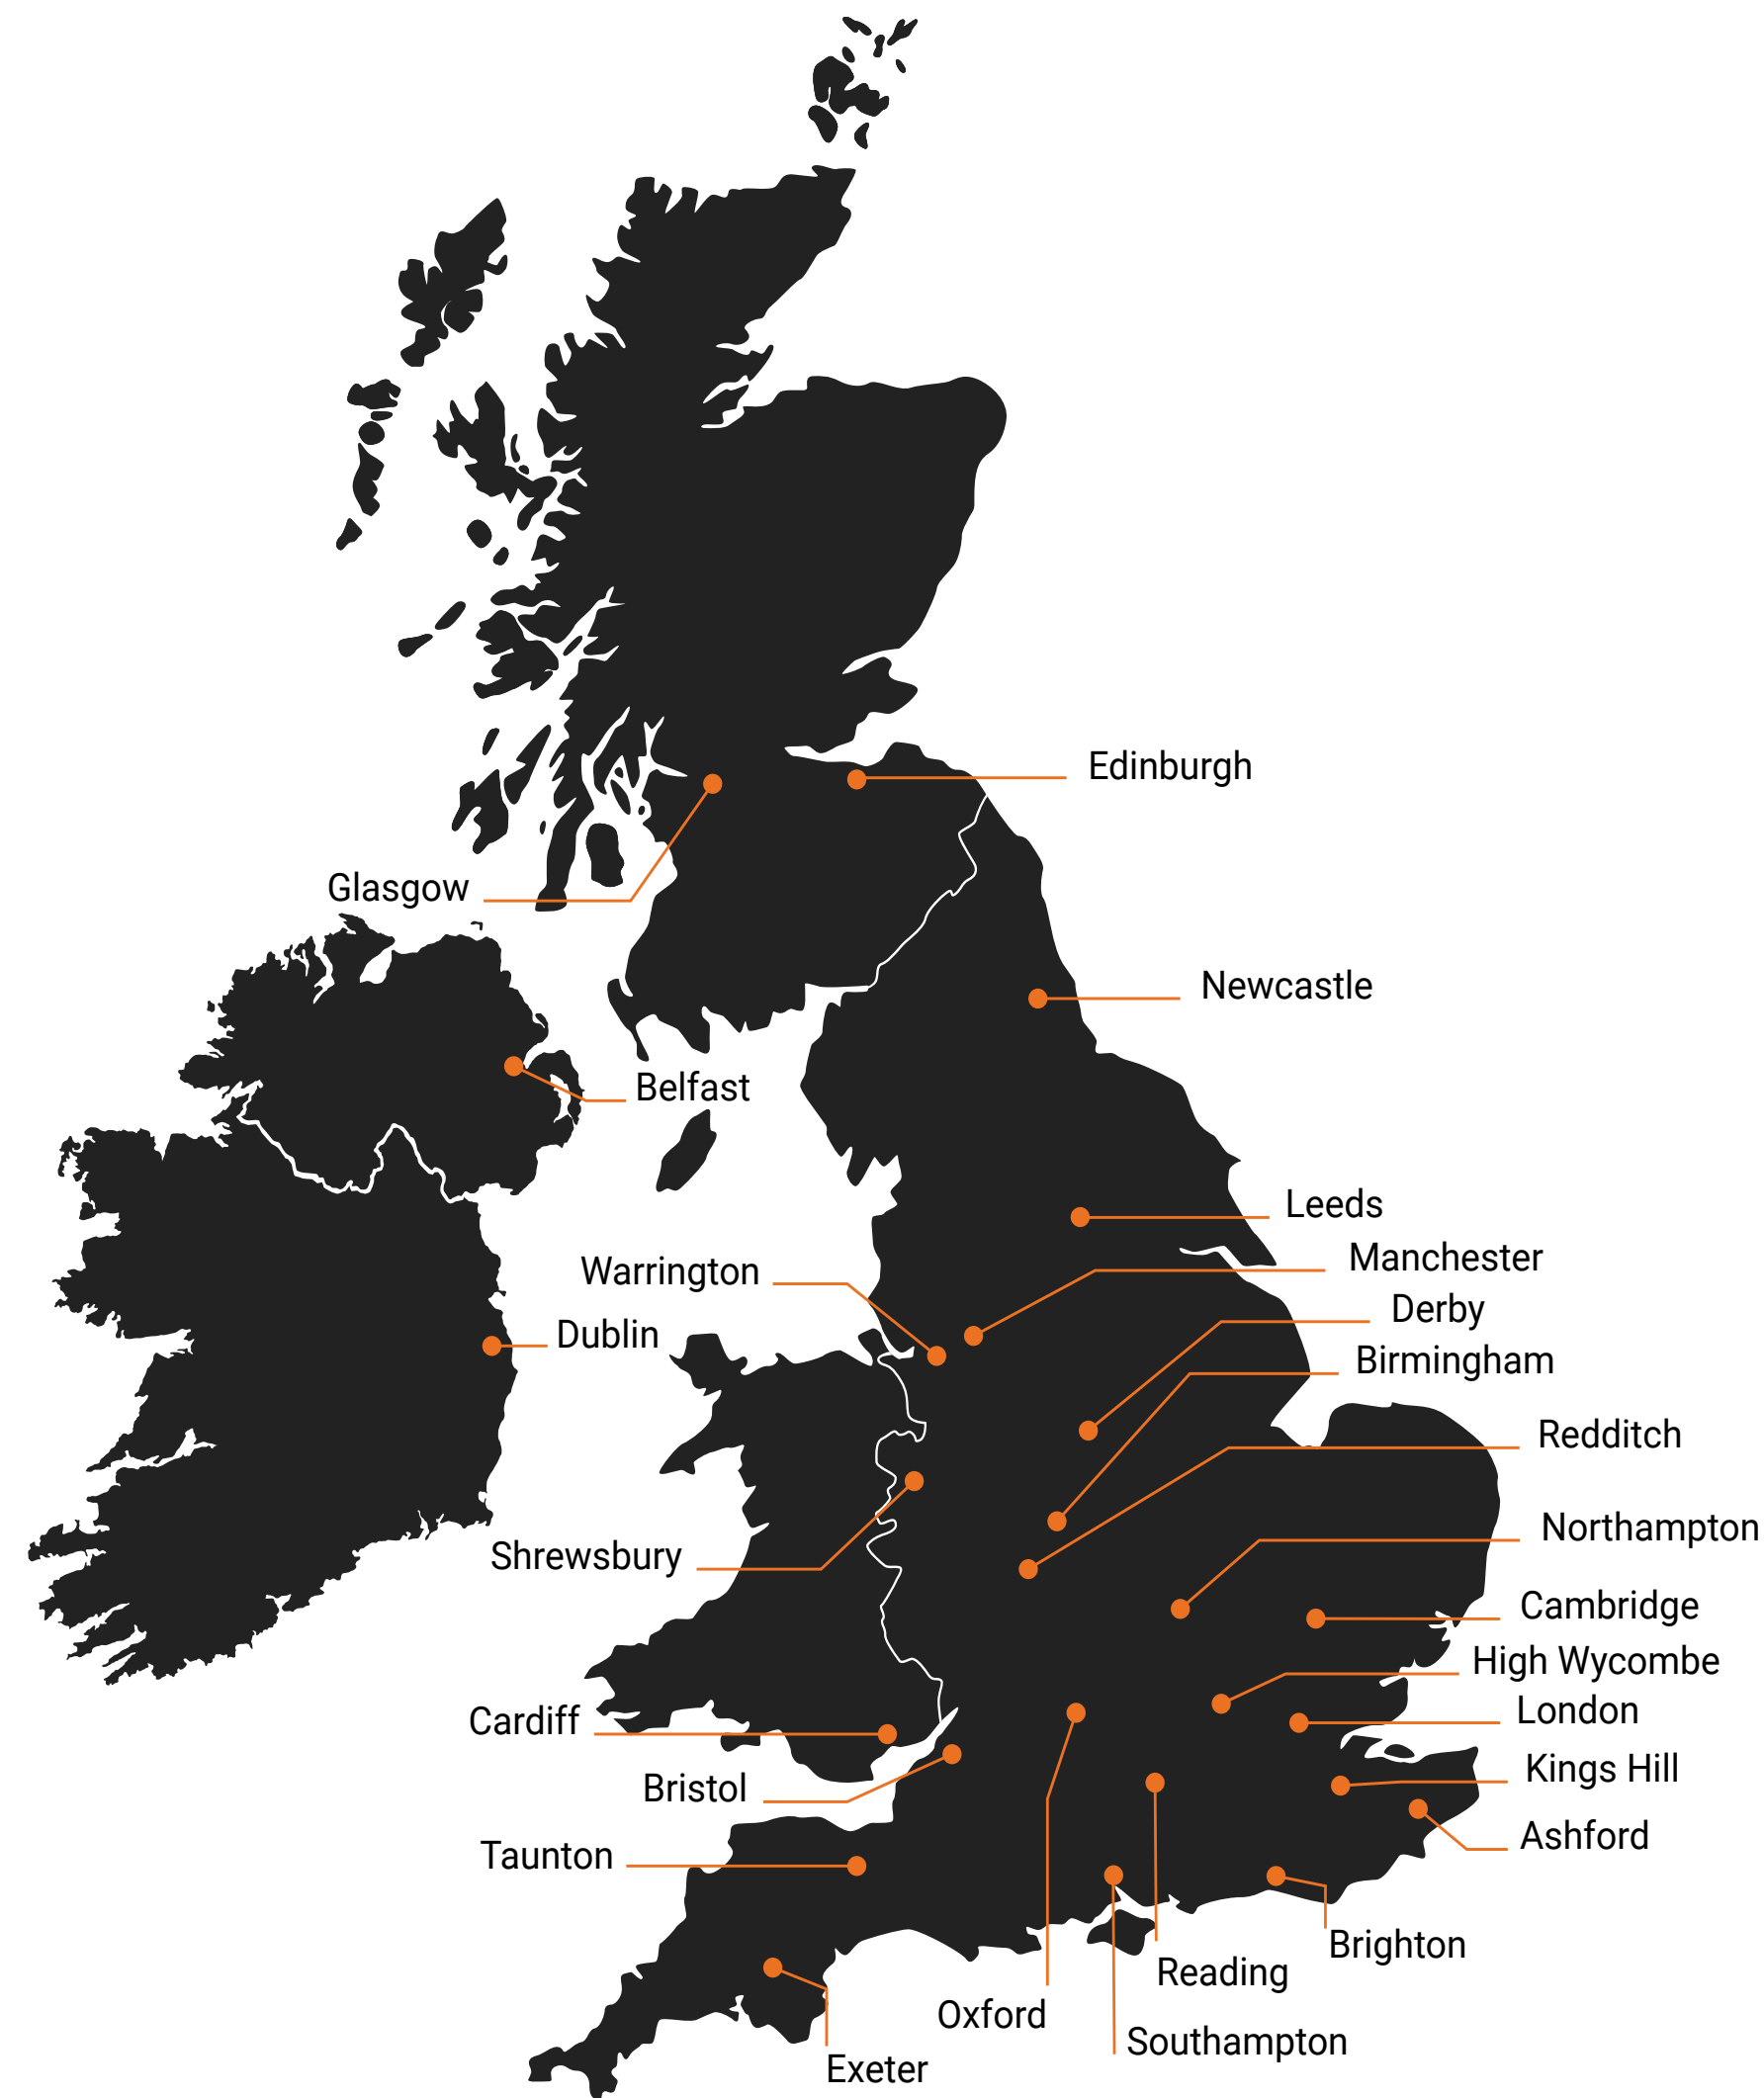 Edinburgh
Glasgow
Newcastle
Belfast
Leeds
Manchester
Warrington
Derby
Dublin
Birmingham
Redditch
Northampton
Shrewsbury
Cambridge
High Wycombe
London
Cardiff
Kings Hill
Bristol
Ashford
Taunton
Brighton
Reading
Oxford
Southampton
Exeter